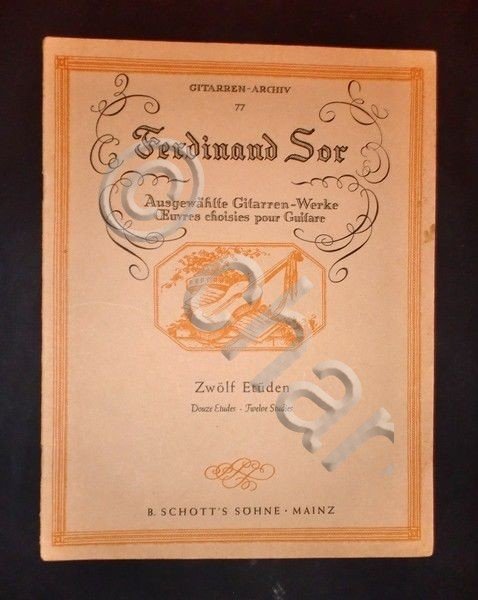 GITARREN-ARCHIV
77
Ferdinand Sor
Ausgewählte Gitarren-Werke
Œuvres choisies pour Guitare
Zwölf Etüden
Douze Etudes - Twelve Studies
B. SCHOTT'S SÖHNE · MAINZ
© char